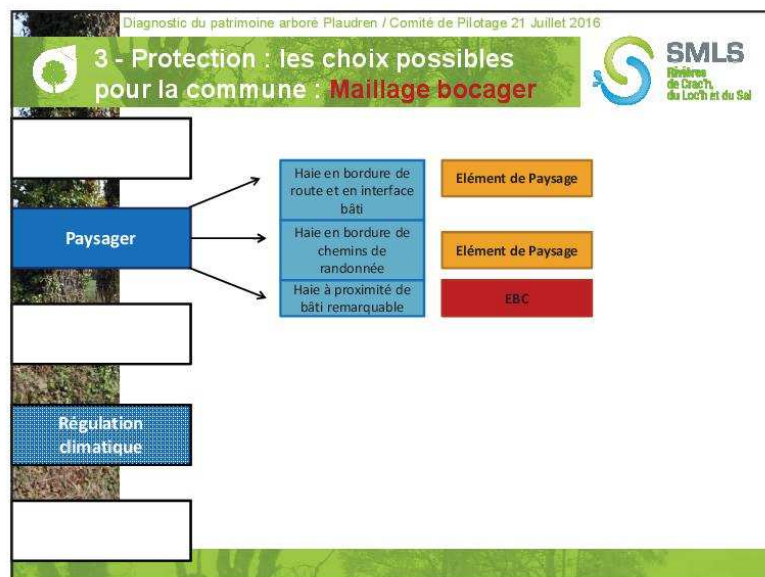 Diagnostic du patrimoine arboré Plaudren / Comité de Pilotage 21 Juillet 2016
3 - Protection : les choix possibles
pour la commune : Maillage bocager
SMLS
Rivières
de Crac'h,
du Loc'h et du Sal
Haie en bordure de
route et en interface
bâti
Elément de Paysage
Paysager
Haie en bordure de
chemins de
randonnée
Elément de Paysage
Haie à proximité de
bâti remarquable
EBC
Régulation
climatique